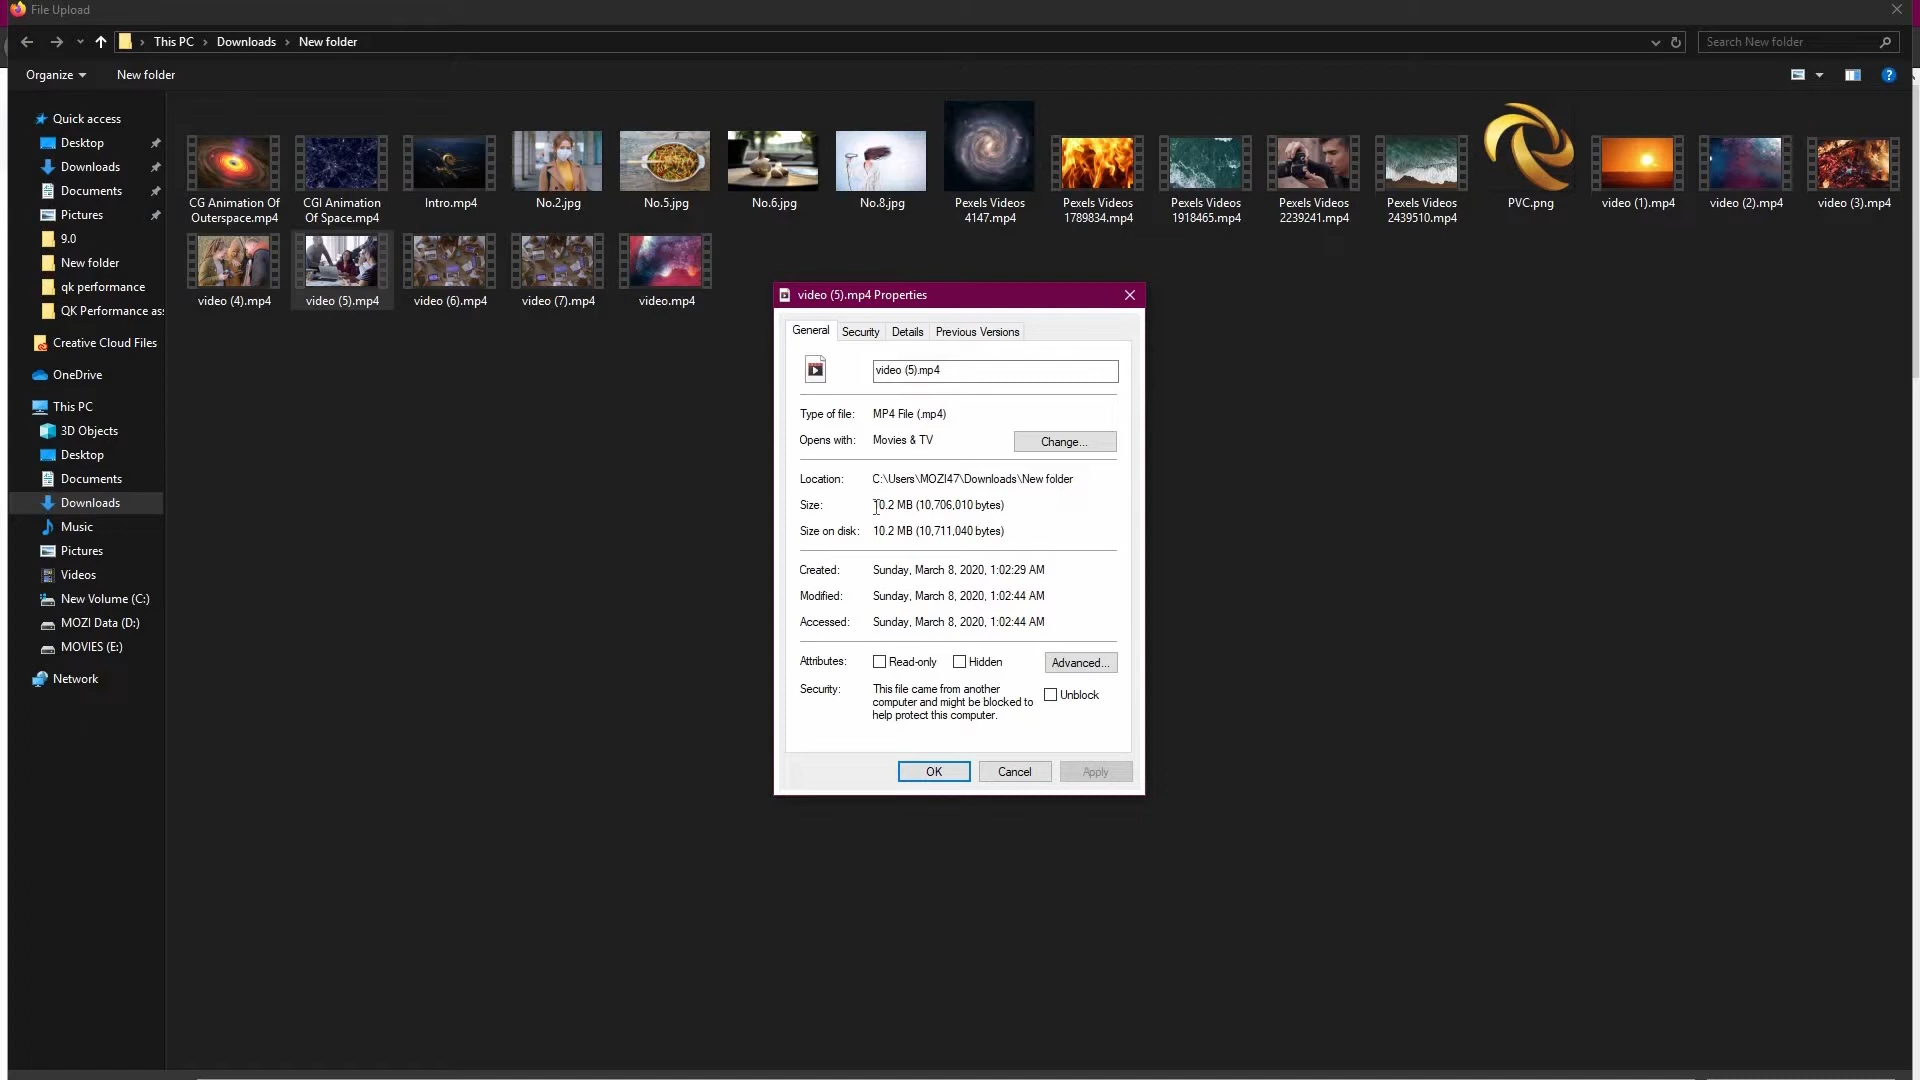 File Upload
This PC > Downloads > New folder
Search New folder
Organize
New folder
Quick access
Desktop
Downloads
Documents
Pictures
9.0
New folder
qk performance
QK Performance ass
Creative Cloud Files
OneDrive
This PC
3D Objects
Desktop
Documents
Downloads
Music
Pictures
Videos
New Volume (C:)
MOZI Data (D:)
MOVIES (E:)
Network
CG Animation Of
Outerspace.mp4
CGI Animation
Of Space.mp4
Intro.mp4
No.2.jpg
No.5.jpg
No.6.jpg
No.8.jpg
Pexels Videos
4147.mp4
Pexels Videos
1789834.mp4
Pexels Videos
1918465.mp4
Pexels Videos
2239241.mp4
Pexels Videos
2439510.mp4
PVC.png
video (1).mp4
video (2).mp4
video (3).mp4
video (4).mp4
video (5).mp4
video (6).mp4
video (7).mp4
video.mp4
video (5).mp4 Properties
General Security Details Previous Versions
video (5).mp4
Type of file: MP4 File (.mp4)
Opens with: Movies & TV Change...
Location: C:\Users\MOZI47\Downloads\New folder
Size: 10.2 MB (10,706,010 bytes)
Size on disk: 10.2 MB (10,711,040 bytes)
Created: Sunday, March 8, 2020, 1:02:29 AM
Modified: Sunday, March 8, 2020, 1:02:44 AM
Accessed: Sunday, March 8, 2020, 1:02:44 AM
Attributes: Read-only Hidden Advanced...
Security: This file came from another
computer and might be blocked to
help protect this computer.
Unblock
OK Cancel Apply